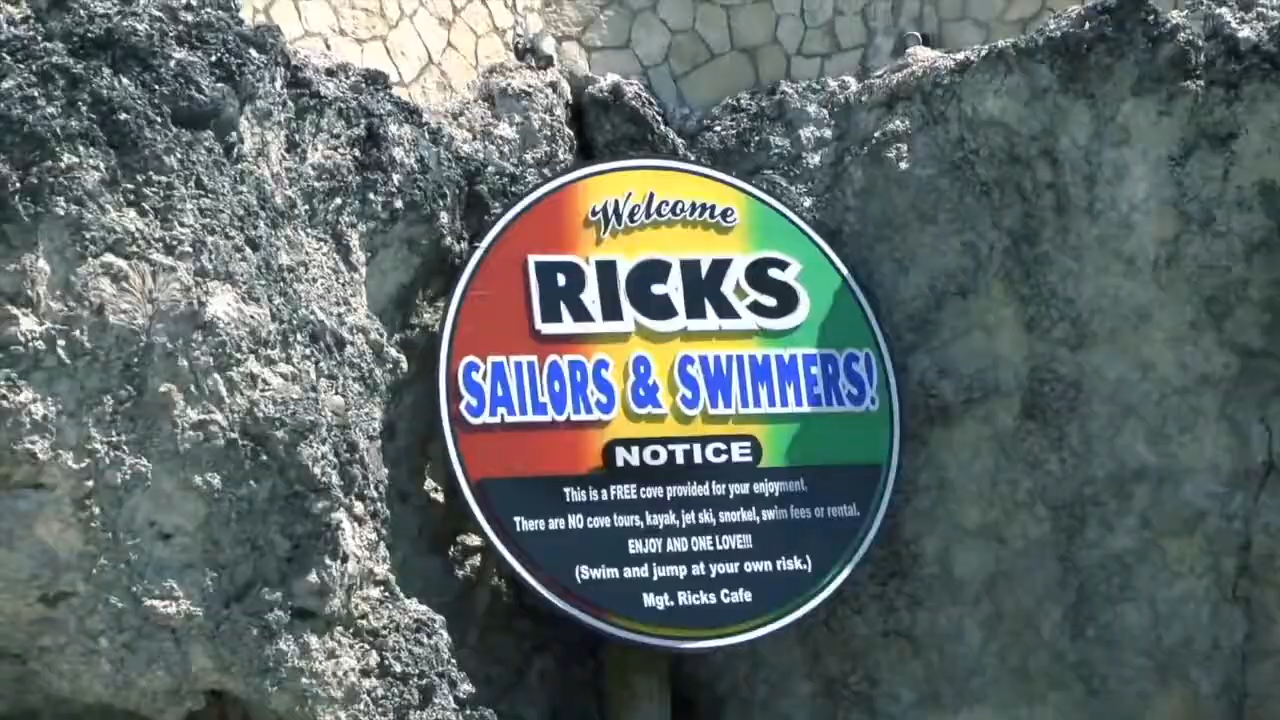 Welcome
RICKS
SAILORS & SWIMMERS!
NOTICE
This is a FREE cove provided for your enjoyment.
There are NO cove tours, kayak, jet ski, snorkel, swim fees or rental.
ENJOY AND ONE LOVE!!!
(Swim and jump at your own risk.)
Mgt. Ricks Cafe